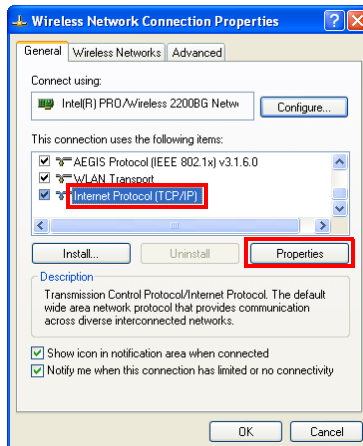 Wireless Network Connection Properties
General Wireless Networks Advanced
Connect using:
Intel(R) PRO/Wireless 2200BG Netw
Configure...
This connection uses the following items:
AEGIS Protocol (IEEE 802.1x) v3.1.6.0
WLAN Transport
Internet Protocol (TCP/IP)
Install... Uninstall Properties
Description
Transmission Control Protocol/Internet Protocol. The default
wide area network protocol that provides communication
across diverse interconnected networks.
Show icon in notification area when connected
Notify me when this connection has limited or no connectivity
OK Cancel